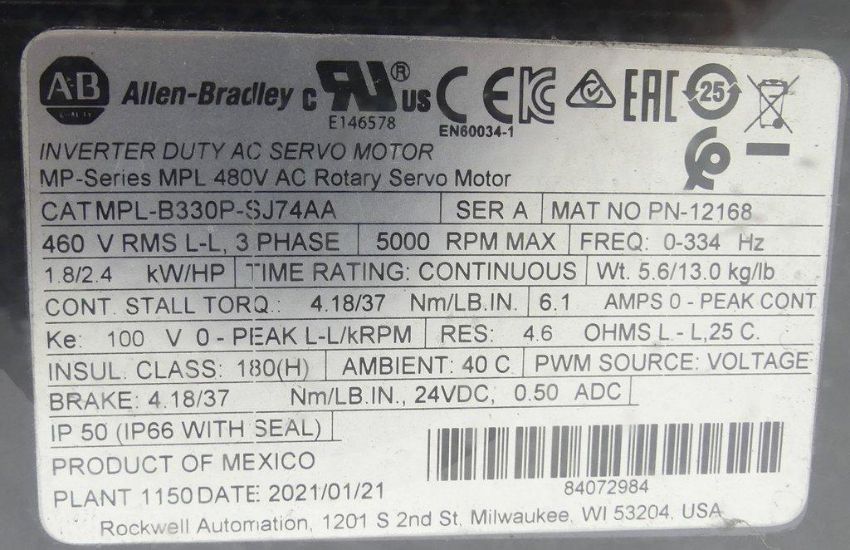 AB Allen-Bradley c RU ® US CE KC EAC 25
E146578
EN60034-1
INVERTER DUTY AC SERVO MOTOR
MP-Series MPL 480V AC Rotary Servo Motor
CAT MPL-B330P-SJ74AA SER A MAT NO PN-12168
460 V RMS L-L, 3 PHASE 5000 RPM MAX FREQ: 0-334 Hz
1.8/2.4 kW/HP TIME RATING: CONTINUOUS Wt. 5.6/13.0 kg/lb
CONT. STALL TORQ.: 4.18/37 Nm/LB.IN. 6.1 AMPS 0 - PEAK CONT
Ke: 100 V 0 - PEAK L-L/kRPM RES: 4.6 OHMS L - L,25 C.
INSUL. CLASS: 180(H) AMBIENT: 40 C PWM SOURCE: VOLTAGE
BRAKE: 4.18/37 Nm/LB.IN., 24VDC, 0.50 ADC
IP 50 (IP66 WITH SEAL)
PRODUCT OF MEXICO
PLANT 1150 DATE: 2021/01/21
84072984
Rockwell Automation, 1201 S 2nd St, Milwaukee, WI 53204, USA